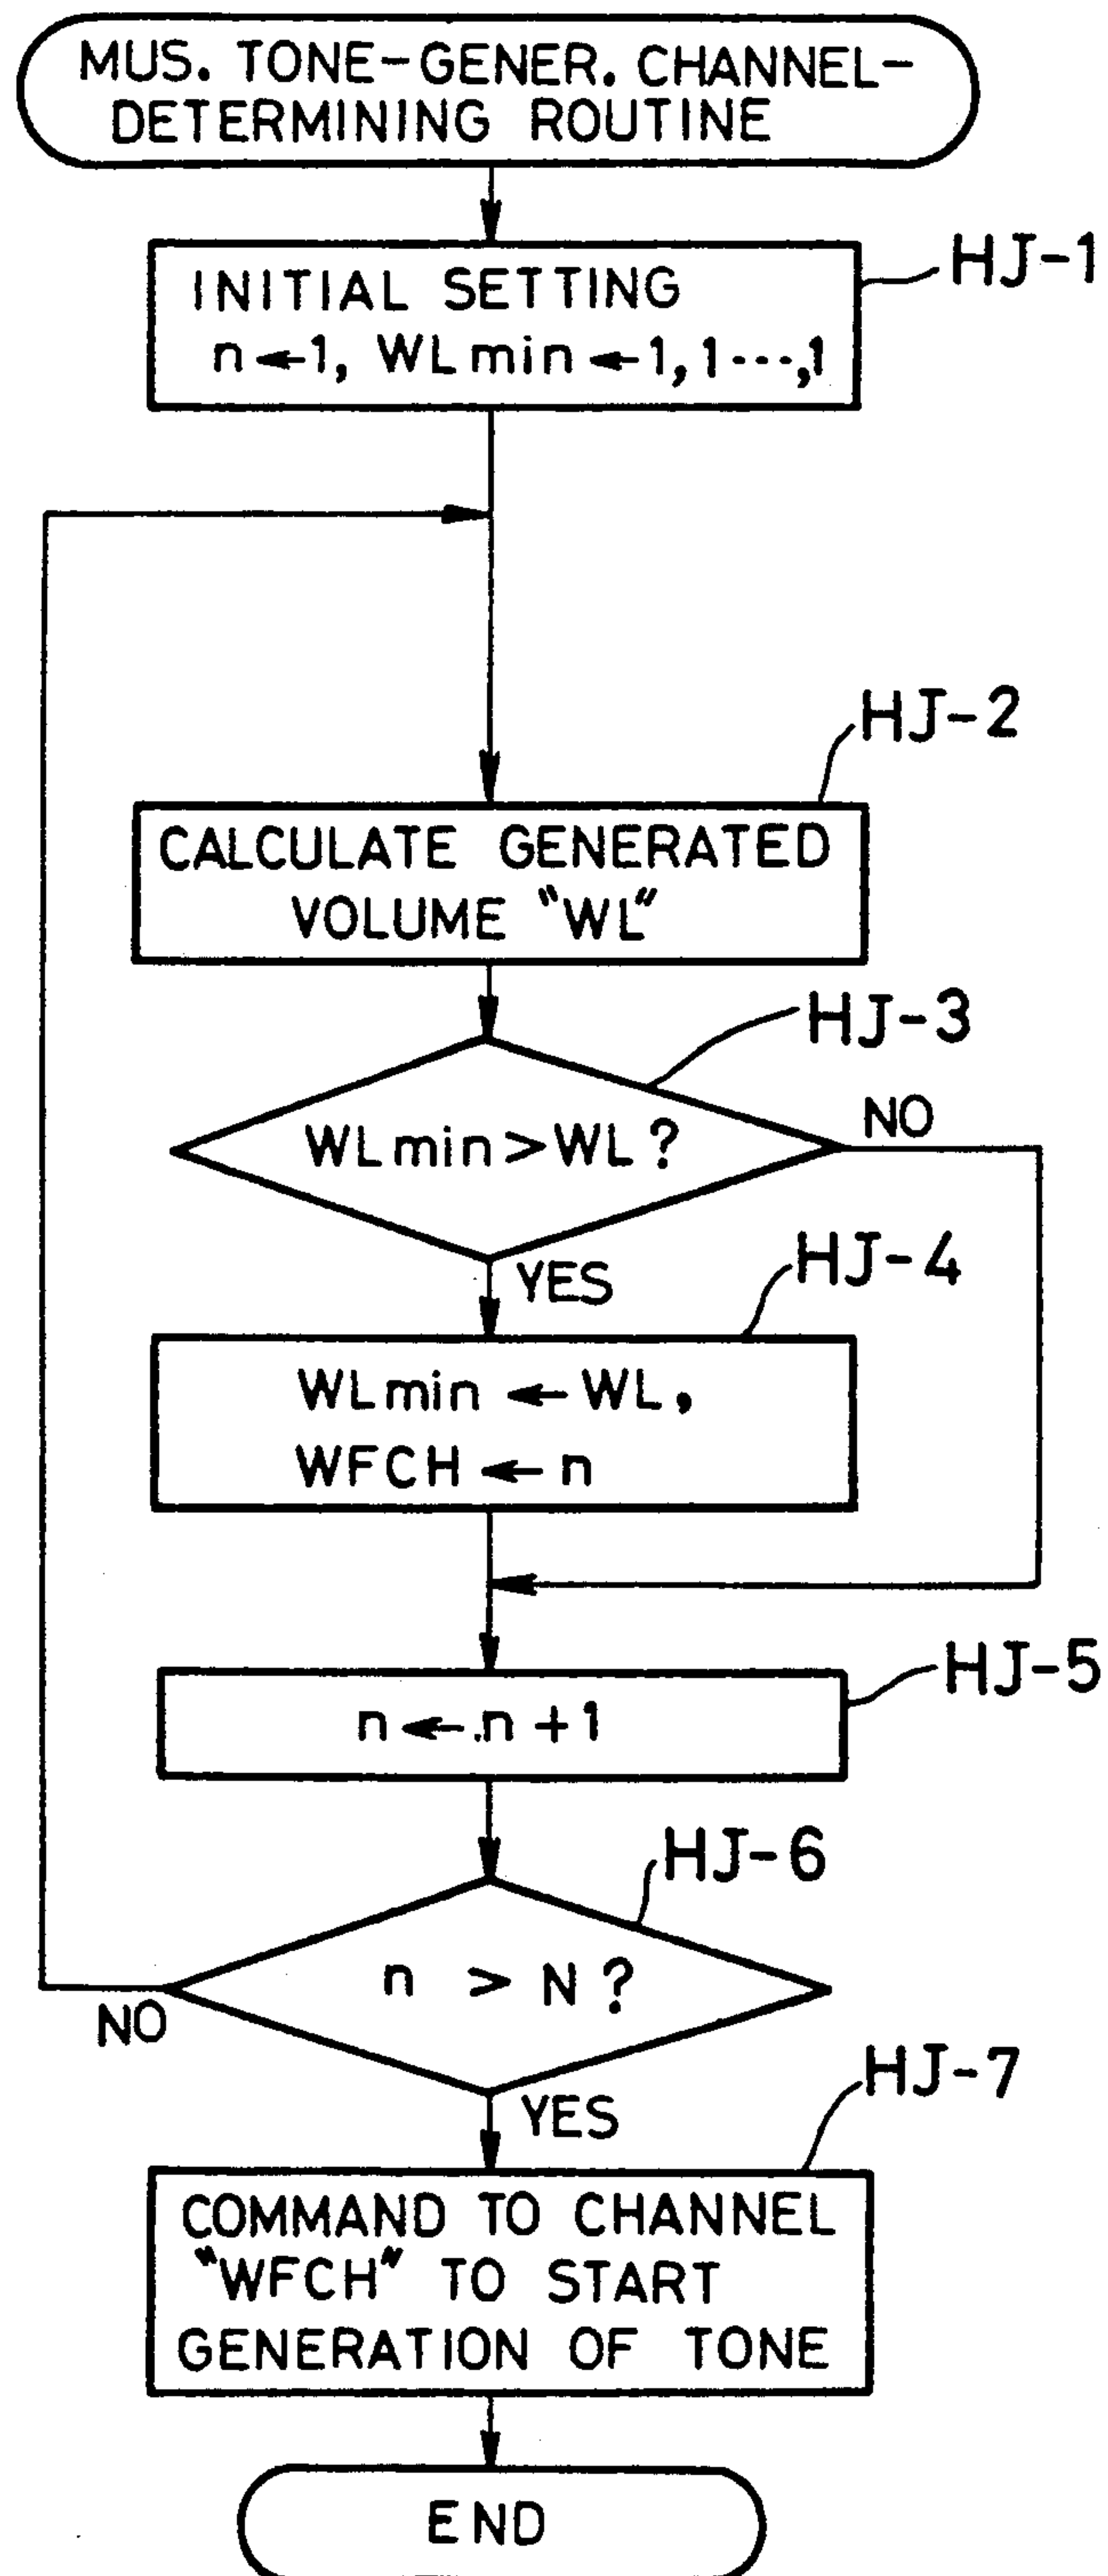 MUS. TONE-GENER. CHANNEL-
DETERMINING ROUTINE
HJ-1
INITIAL SETTING
n←1, WLmin←1,1---,1
HJ-2
CALCULATE GENERATED
VOLUME "WL"
HJ-3
WLmin>WL?
NO
YES
HJ-4
WLmin ← WL,
WFCH ← n
HJ-5
n ← n + 1
HJ-6
n > N?
NO
YES
HJ-7
COMMAND TO CHANNEL
"WFCH" TO START
GENERATION OF TONE
END